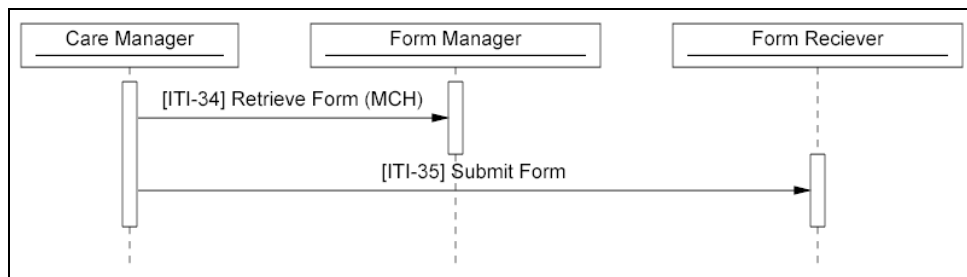 Care Manager
Form Manager
Form Reciever
[ITI-34] Retrieve Form (MCH)
[ITI-35] Submit Form